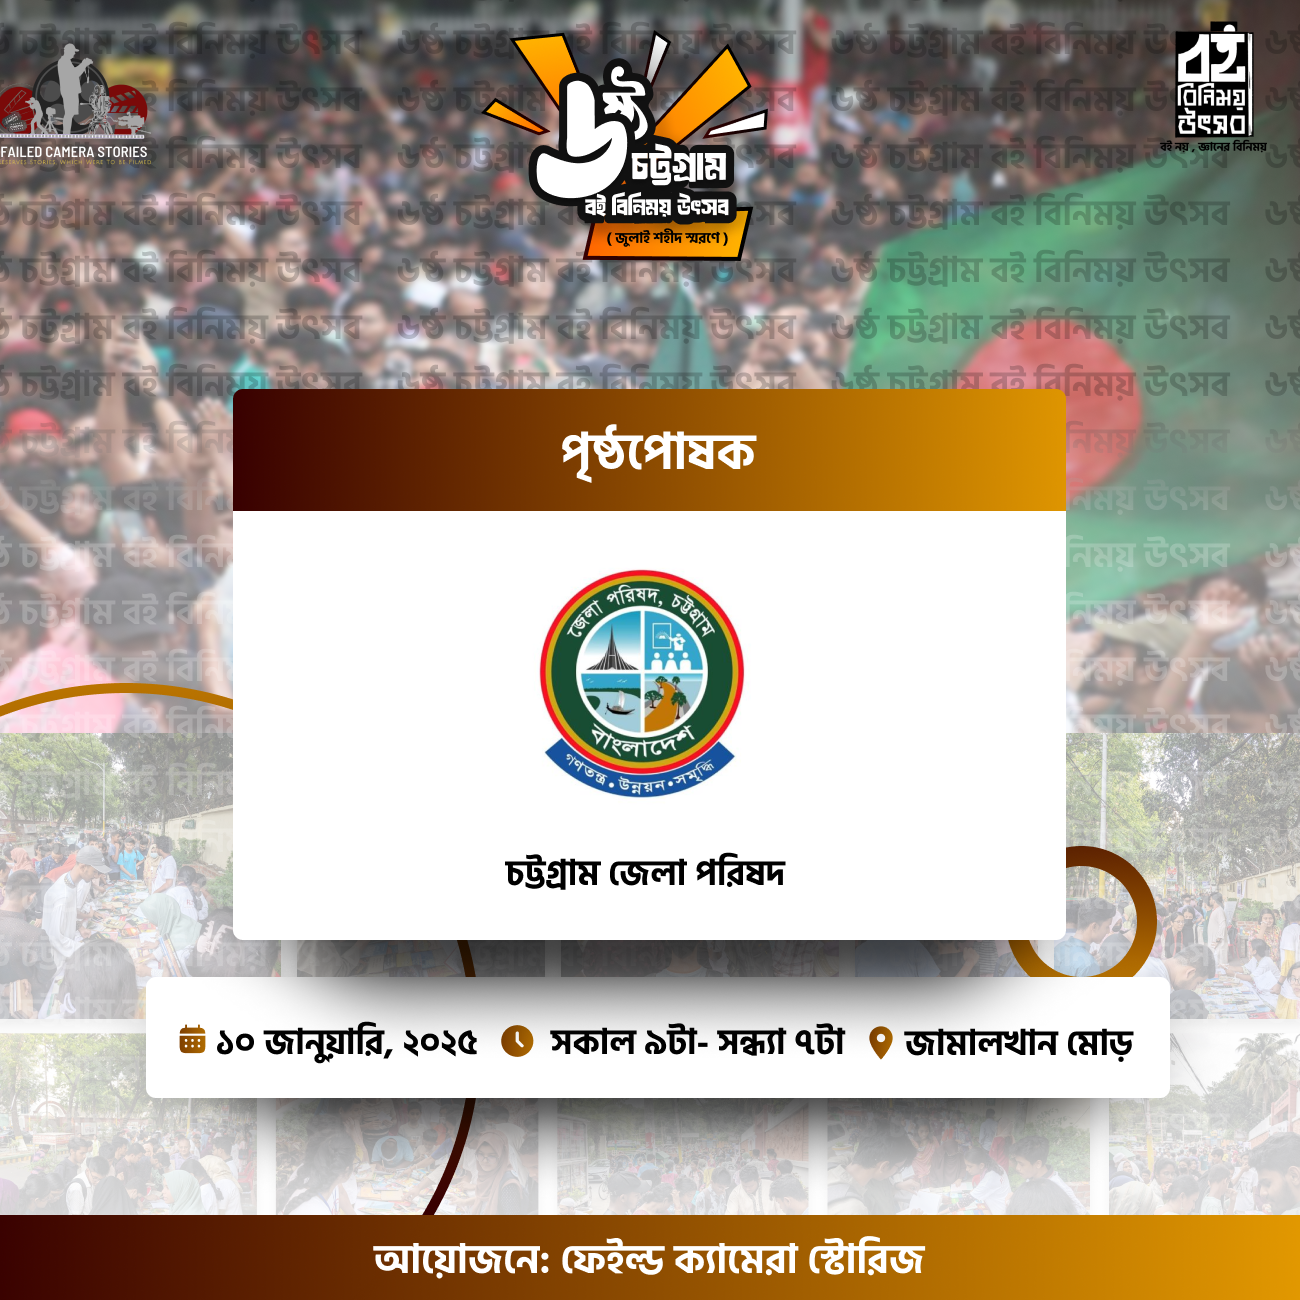 FAILED CAMERA STORIES
৬ষ্ঠ
চট্টগ্রাম
বই বিনিময় উৎসব
( জুলাই শহীদ স্মরণে )
বই
বিনিময়
উৎসব
বই নয়, জ্ঞানের বিনিময়
৬ষ্ঠ চট্টগ্রাম বই বিনিময় উৎসব
পৃষ্ঠপোষক
জেলা পরিষদ, চট্টগ্রাম
বাংলাদেশ
গণতন্ত্র • উন্নয়ন • সমৃদ্ধি
চট্টগ্রাম জেলা পরিষদ
১০ জানুয়ারি, ২০২৫ সকাল ৯টা- সন্ধ্যা ৭টা জামালখান মোড়
আয়োজনে: ফেইল্ড ক্যামেরা স্টোরিজ